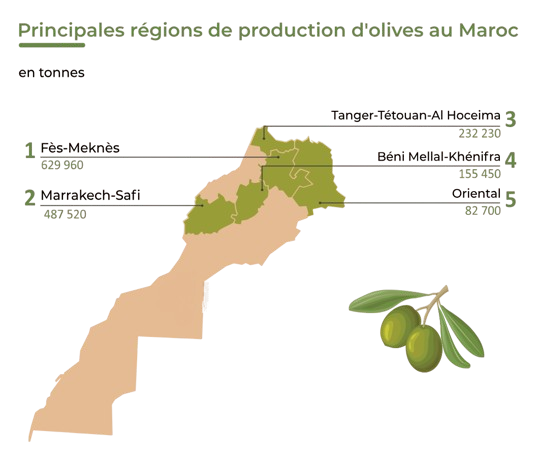 Principales régions de production d'olives au Maroc
en tonnes
1 Fès-Meknès
629 960
2 Marrakech-Safi
487 520
Tanger-Tétouan-Al Hoceima 3
232 230
Béni Mellal-Khénifra 4
155 450
Oriental 5
82 700